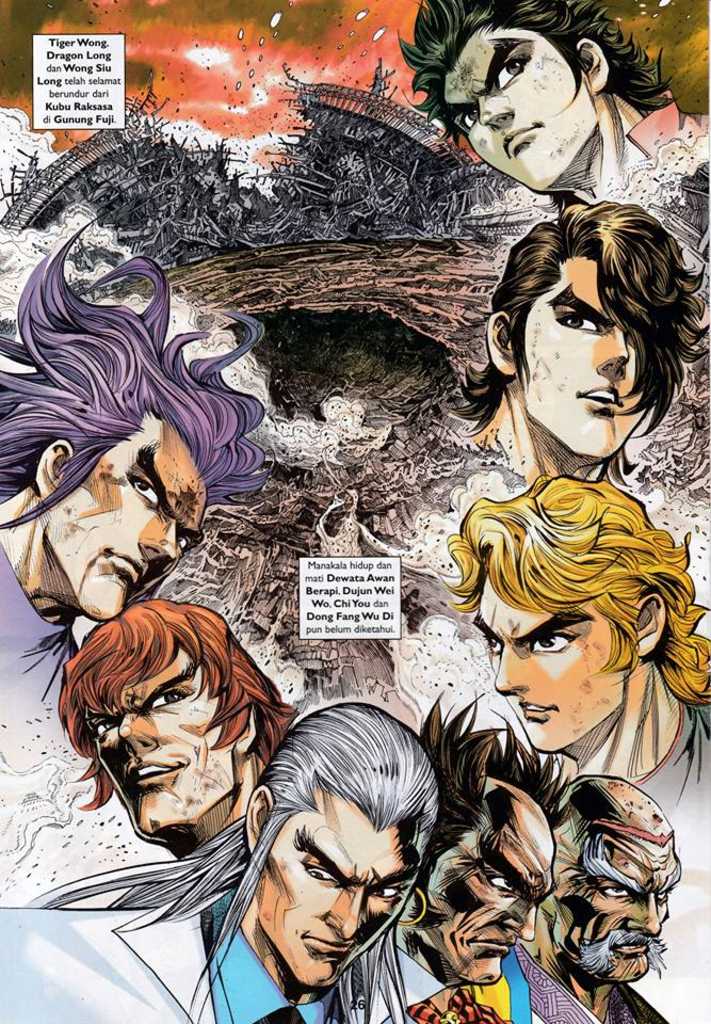 Tiger Wong,
Dragon Long
dan Wong Siu
Long telah selamat
berundur dari
Kubu Raksasa
di Gunung Fuji.
Manakala hidup dan
mati Dewata Awan
Berapi, Dujun Wei
Wo, Chi You dan
Dong Fang Wu Di
pun belum diketahui.
26